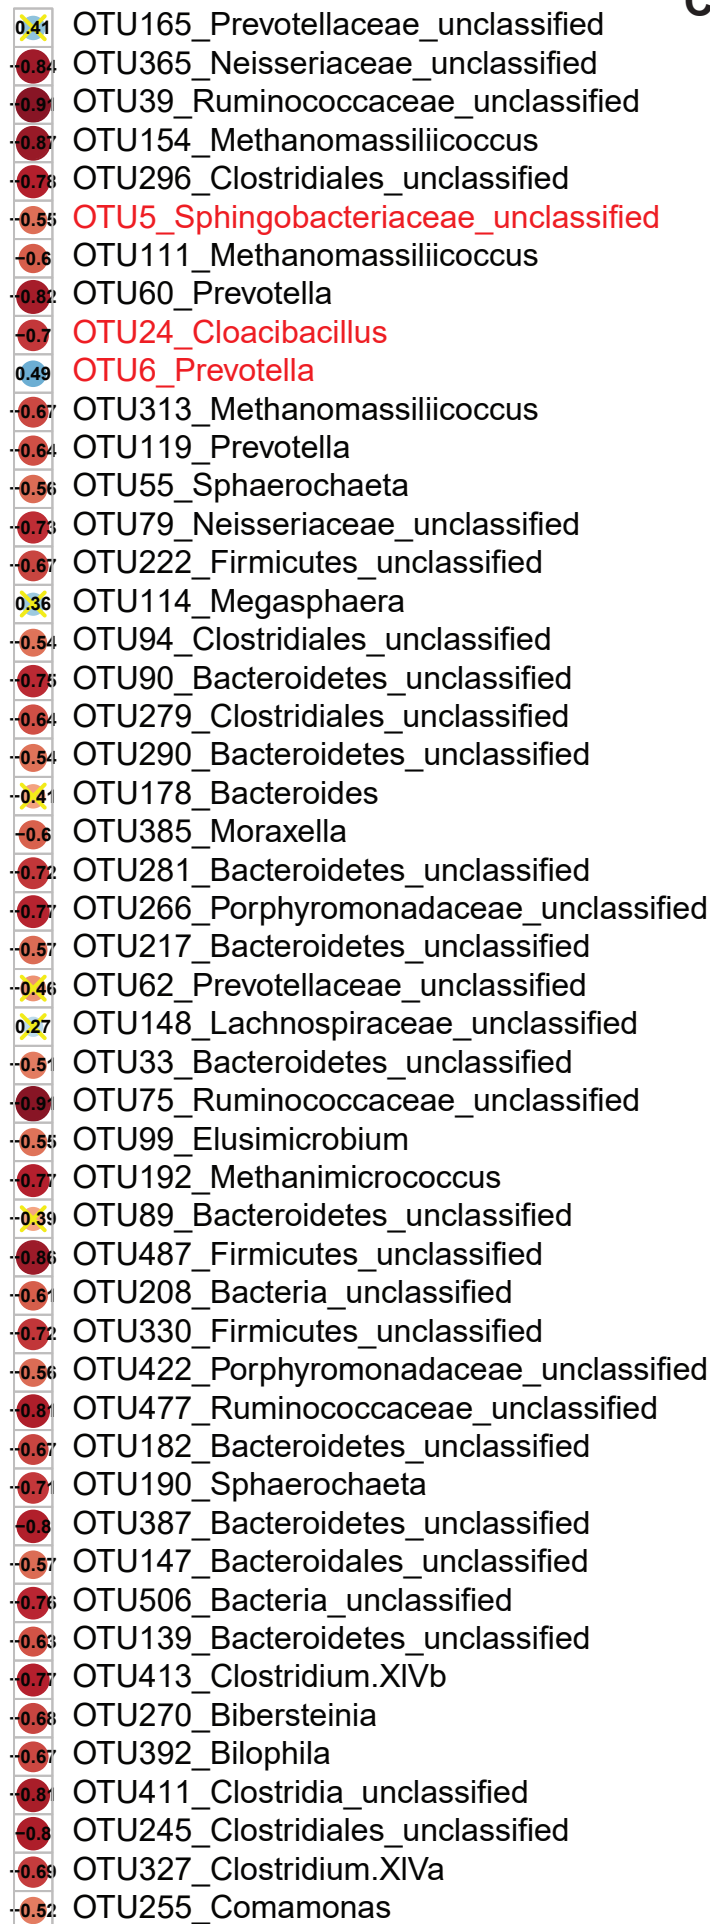 C
0.41 OTU165_Prevotellaceae_unclassified
-0.84 OTU365_Neisseriaceae_unclassified
-0.91 OTU39_Ruminococcaceae_unclassified
-0.87 OTU154_Methanomassiliicoccus
-0.78 OTU296_Clostridiales_unclassified
-0.55 OTU5_Sphingobacteriaceae_unclassified
-0.6 OTU111_Methanomassiliicoccus
-0.82 OTU60_Prevotella
-0.7 OTU24_Cloacibacillus
0.49 OTU6_Prevotella
-0.67 OTU313_Methanomassiliicoccus
-0.64 OTU119_Prevotella
-0.56 OTU55_Sphaerochaeta
-0.73 OTU79_Neisseriaceae_unclassified
-0.67 OTU222_Firmicutes_unclassified
0.36 OTU114_Megasphaera
-0.54 OTU94_Clostridiales_unclassified
-0.75 OTU90_Bacteroidetes_unclassified
-0.64 OTU279_Clostridiales_unclassified
-0.54 OTU290_Bacteroidetes_unclassified
-0.41 OTU178_Bacteroides
-0.6 OTU385_Moraxella
-0.72 OTU281_Bacteroidetes_unclassified
-0.77 OTU266_Porphyromonadaceae_unclassified
-0.57 OTU217_Bacteroidetes_unclassified
-0.46 OTU62_Prevotellaceae_unclassified
0.27 OTU148_Lachnospiraceae_unclassified
-0.51 OTU33_Bacteroidetes_unclassified
-0.91 OTU75_Ruminococcaceae_unclassified
-0.55 OTU99_Elusimicrobium
-0.77 OTU192_Methanimicrococcus
-0.39 OTU89_Bacteroidetes_unclassified
-0.86 OTU487_Firmicutes_unclassified
-0.61 OTU208_Bacteria_unclassified
-0.72 OTU330_Firmicutes_unclassified
-0.56 OTU422_Porphyromonadaceae_unclassified
-0.81 OTU477_Ruminococcaceae_unclassified
-0.67 OTU182_Bacteroidetes_unclassified
-0.71 OTU190_Sphaerochaeta
-0.8 OTU387_Bacteroidetes_unclassified
-0.57 OTU147_Bacteroidales_unclassified
-0.76 OTU506_Bacteria_unclassified
-0.63 OTU139_Bacteroidetes_unclassified
-0.77 OTU413_Clostridium.XlVb
-0.68 OTU270_Bibersteinia
-0.67 OTU392_Bilophila
-0.81 OTU411_Clostridia_unclassified
-0.8 OTU245_Clostridiales_unclassified
-0.69 OTU327_Clostridium.XlVa
-0.52 OTU255_Comamonas